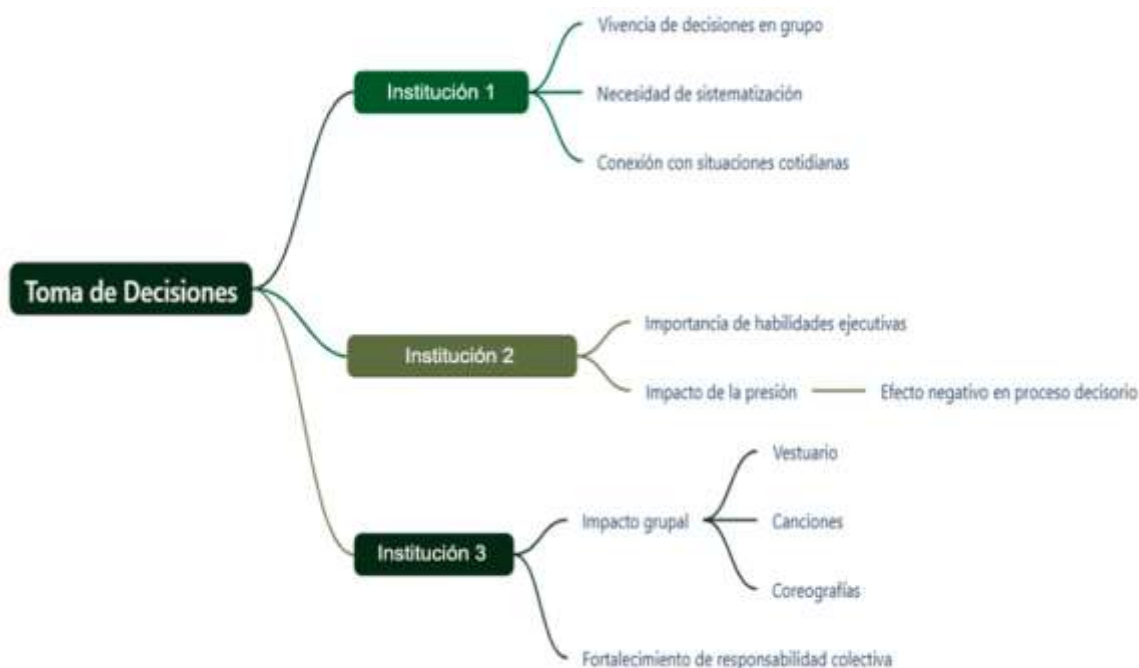 Toma de Decisiones
Institución 1
Vivencia de decisiones en grupo
Necesidad de sistematización
Conexión con situaciones cotidianas
Institución 2
Importancia de habilidades ejecutivas
Impacto de la presión
Efecto negativo en proceso decisorio
Institución 3
Impacto grupal
Vestuario
Canciones
Coreografías
Fortalecimiento de responsabilidad colectiva